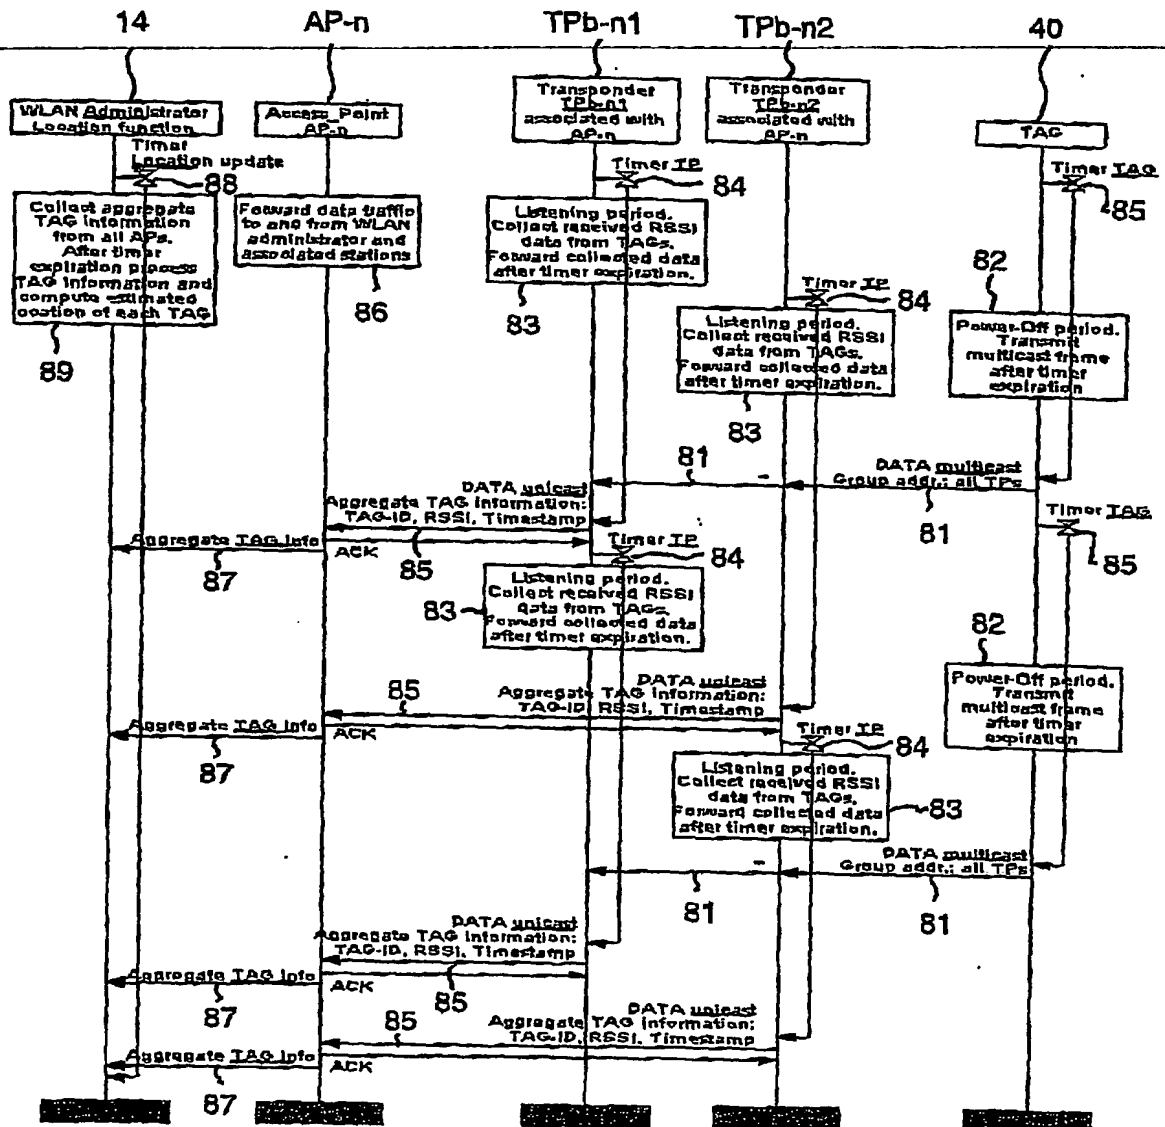 14
AP-n
TPb-n1
TPb-n2
40
WLAN Administrator
Location function
Access Point
AP-n
Transponder
TPb-n1
associated with
AP-n
Transponder
TPb-n2
associated with
AP-n
TAG
Timer
Location update
88
Timer TP
84
Timer TAG
85
Collect aggregate
TAG information
from all APs.
After timer
expiration process
TAG information and
compute estimated
ocation of each TAG
89
Forward data traffic
to and from WLAN
administrator and
associated stations
86
Listening period.
Collect received RSSI
data from TAGs.
Forward collected data
after timer expiration.
83
Timer TP
84
Listening period.
Collect received RSSI
data from TAGs.
Forward collected data
after timer expiration.
83
82
Power-Off period.
Transmit
multicast frame
after timer
expiration
81
DATA multicast
Group addr.: all TPs
81
DATA unicast
Aggregate TAG information:
TAG-ID, RSSI, Timestamp
Timer TAG
85
Aggregate TAG info
87
ACK
85
Timer TP
84
Listening period.
Collect received RSSI
data from TAGs.
Forward collected data
after timer expiration.
83
82
Power-Off period.
Transmit
multicast frame
after timer
expiration
DATA unicast
Aggregate TAG information:
TAG-ID, RSSI, Timestamp
85
Aggregate TAG info
87
ACK
Timer TP
84
Listening period.
Collect received RSSI
data from TAGs.
Forward collected data
after timer expiration.
83
DATA multicast
Group addr.: all TPs
81
81
DATA unicast
Aggregate TAG information:
TAG-ID, RSSI, Timestamp
Aggregate TAG info
87
ACK
85
DATA unicast
Aggregate TAG information:
TAG-ID, RSSI, Timestamp
85
Aggregate TAG info
87
ACK